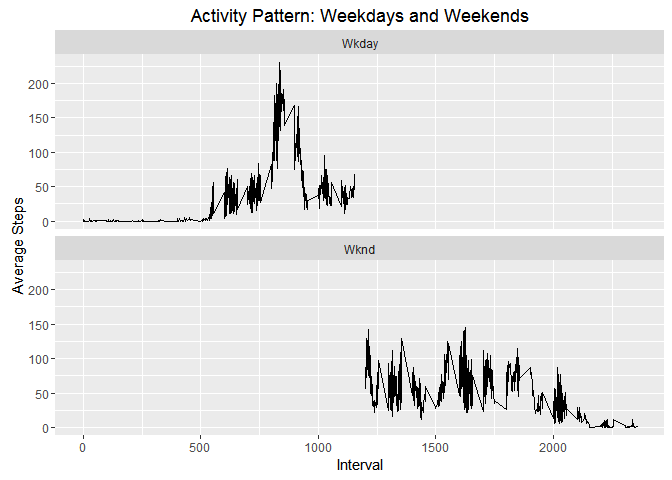 Activity Pattern: Weekdays and Weekends
Wkday
200
150
100
50
0
Wknd
200
150
100
50
0
Average Steps
0 500 1000 1500 2000
Interval